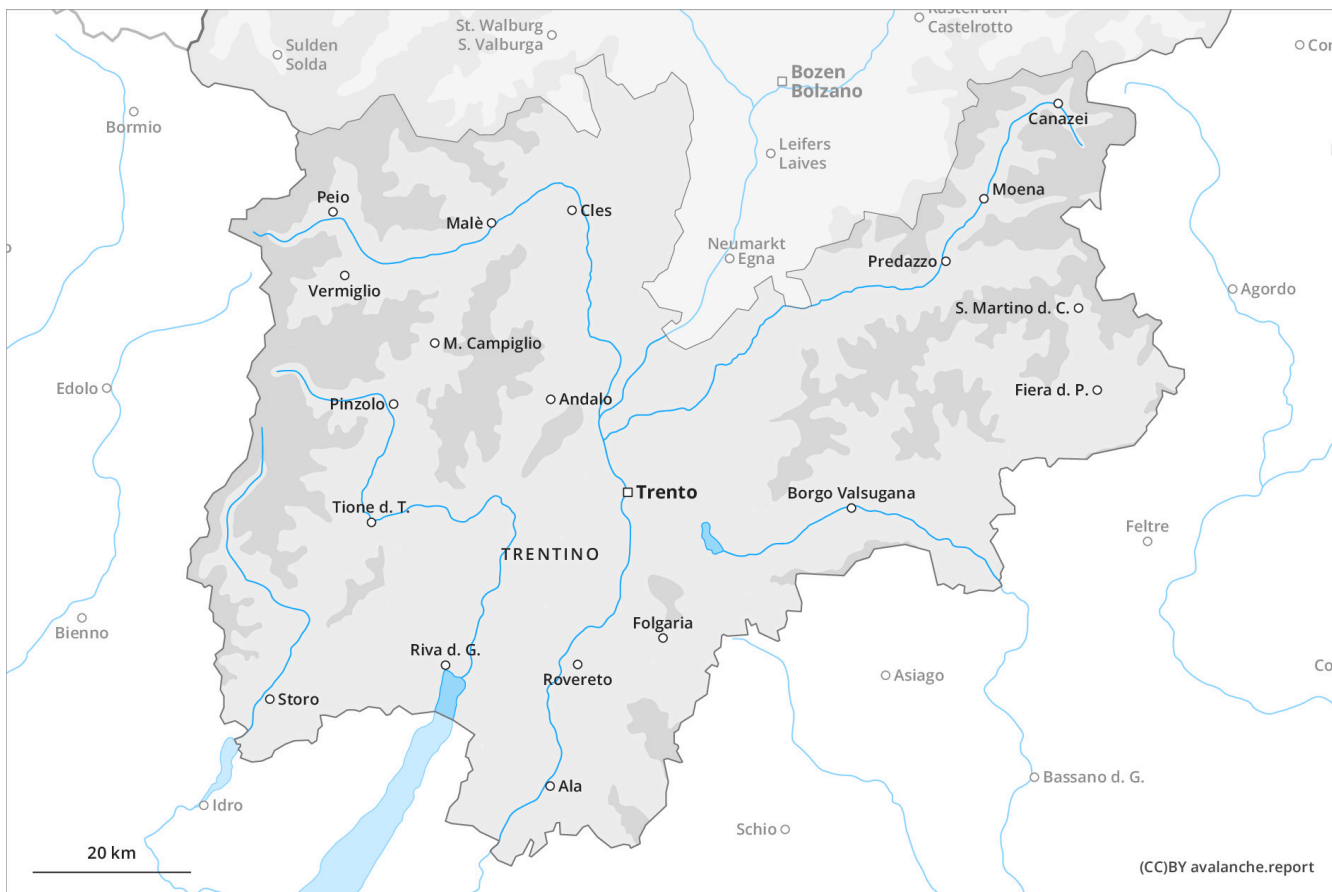 Kastelruth
Castelrotto
St. Walburg
S. Valburga
Sulden
Solda
Bozen
Bolzano
Bormio
Canazei
Leifers
Laives
Moena
Peio
Malè
Cles
Neumarkt
Egna
Predazzo
Vermiglio
Agordo
S. Martino d. C.
M. Campiglio
Edolo
Fiera d. P.
Pinzolo
Andalo
Trento
Borgo Valsugana
Tione d. T.
Feltre
TRENTINO
Bienno
Folgaria
Riva d. G.
Rovereto
Asiago
Storo
Bassano d. G.
Ala
Idro
Schio
20 km
(CC)BY avalanche.report